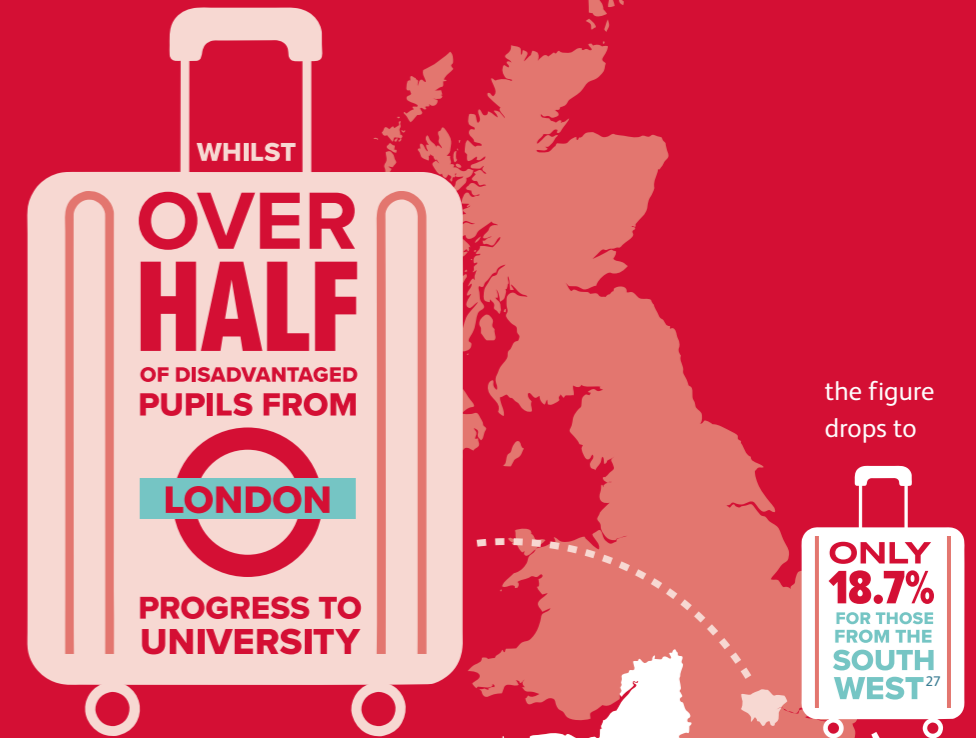 WHILST
OVER
HALF
OF DISADVANTAGED
PUPILS FROM
LONDON
PROGRESS TO
UNIVERSITY
the figure
drops to
ONLY
18.7%
FOR THOSE
FROM THE
SOUTH
WEST27